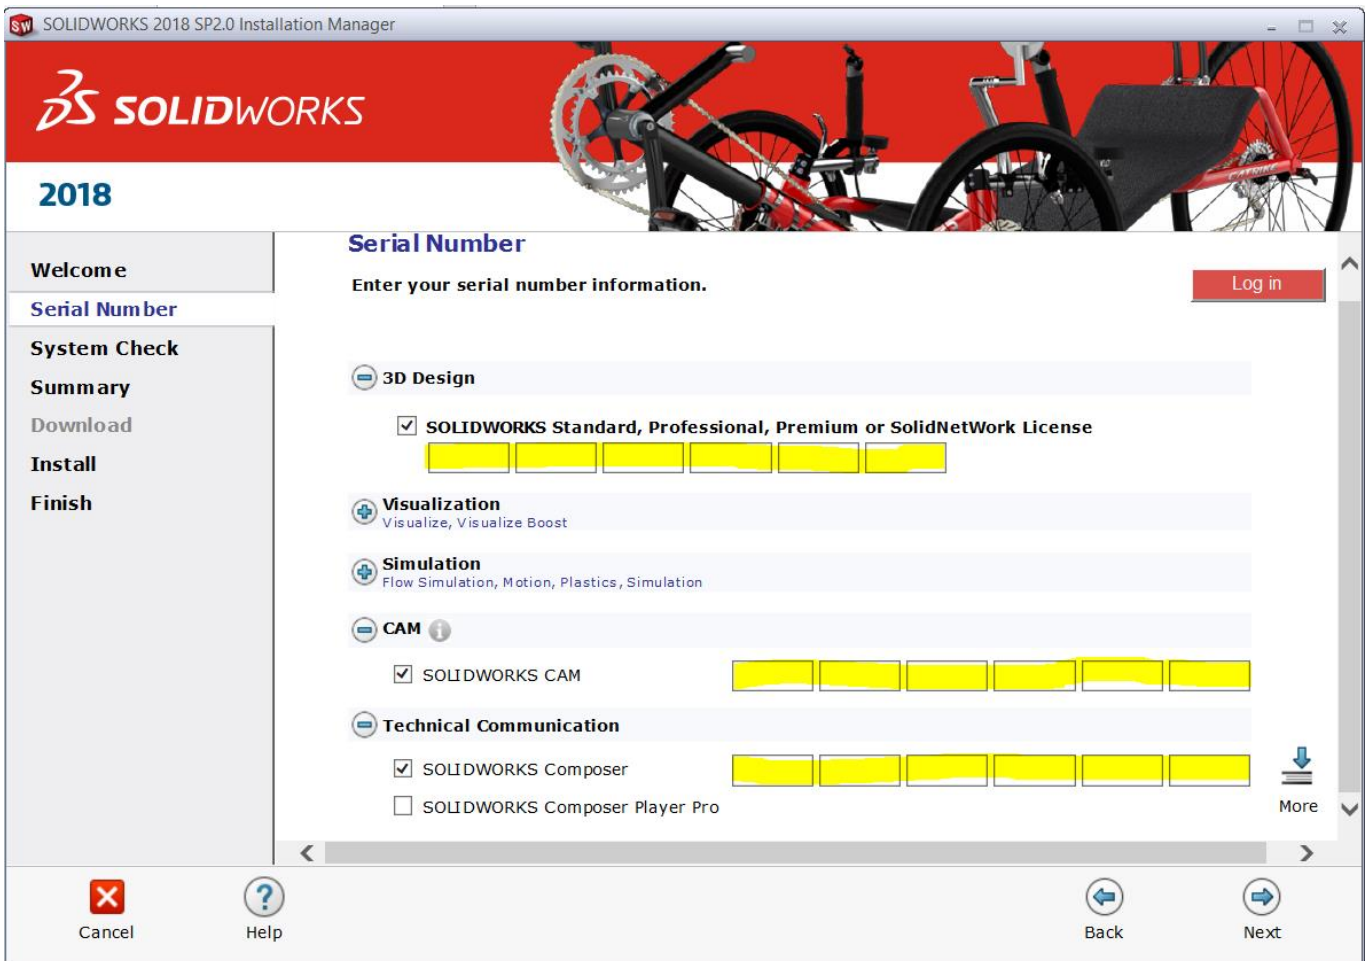 SOLIDWORKS 2018 SP2.0 Installation Manager
SOLIDWORKS
2018
CATRIKE
Welcome
Serial Number
System Check
Summary
Download
Install
Finish
Serial Number
Enter your serial number information.
Log in
3D Design
SOLIDWORKS Standard, Professional, Premium or SolidNetWork License
Visualization
Visualize, Visualize Boost
Simulation
Flow Simulation, Motion, Plastics, Simulation
CAM
SOLIDWORKS CAM
Technical Communication
SOLIDWORKS Composer
SOLIDWORKS Composer Player Pro
More
Cancel
Help
Back
Next